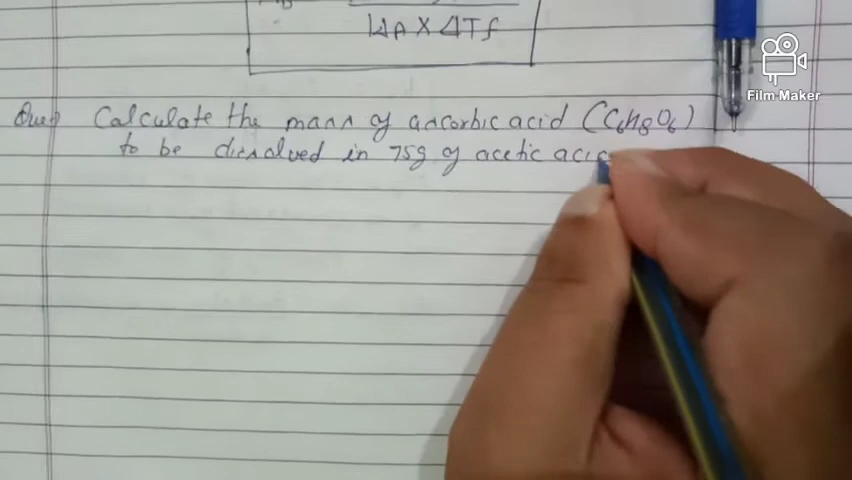 WA X ΔTf
Film Maker
Que) Calculate the mass of ascorbic acid (C6H8O6)
to be dissolved in 75g of acetic acid